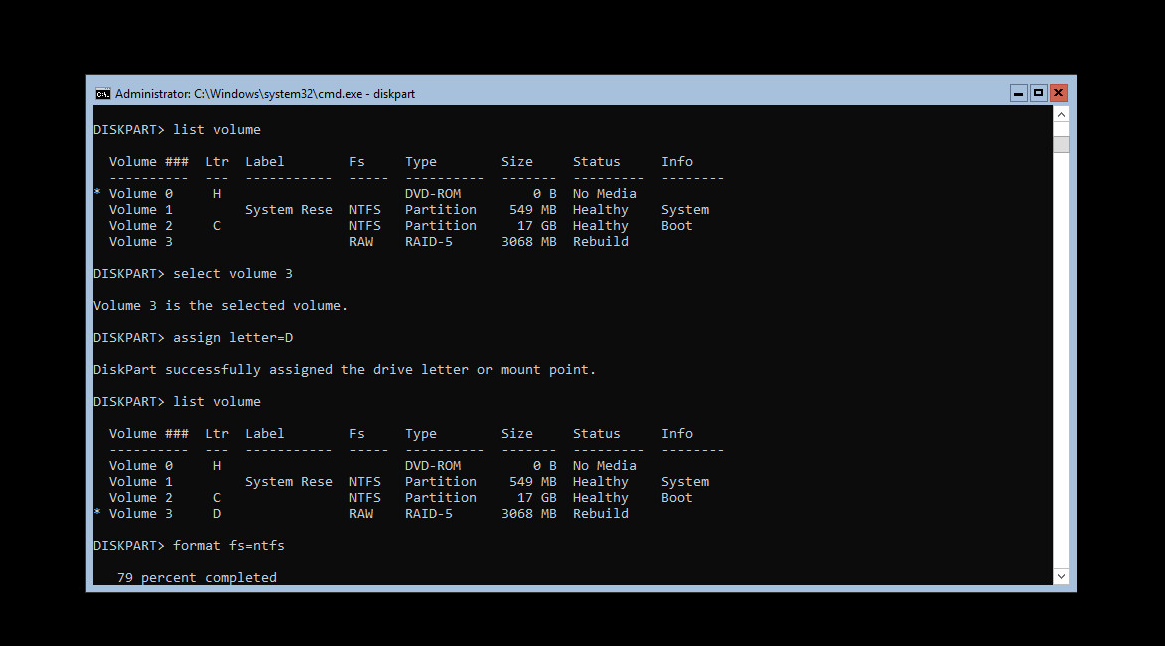 Administrator: C:\Windows\system32\cmd.exe - diskpart
DISKPART> list volume
  Volume ###  Ltr  Label        Fs     Type        Size     Status     Info
  ----------  ---  -----------  -----  ----------  -------  ---------  --------
* Volume 0     H                       DVD-ROM         0 B  No Media
  Volume 1         System Rese  NTFS   Partition    549 MB  Healthy    System
  Volume 2     C                NTFS   Partition     17 GB  Healthy    Boot
  Volume 3                      RAW    RAID-5      3068 MB  Rebuild
DISKPART> select volume 3
Volume 3 is the selected volume.
DISKPART> assign letter=D
DiskPart successfully assigned the drive letter or mount point.
DISKPART> list volume
  Volume ###  Ltr  Label        Fs     Type        Size     Status     Info
  ----------  ---  -----------  -----  ----------  -------  ---------  --------
  Volume 0     H                       DVD-ROM         0 B  No Media
  Volume 1         System Rese  NTFS   Partition    549 MB  Healthy    System
  Volume 2     C                NTFS   Partition     17 GB  Healthy    Boot
* Volume 3     D                RAW    RAID-5      3068 MB  Rebuild
DISKPART> format fs=ntfs
   79 percent completed